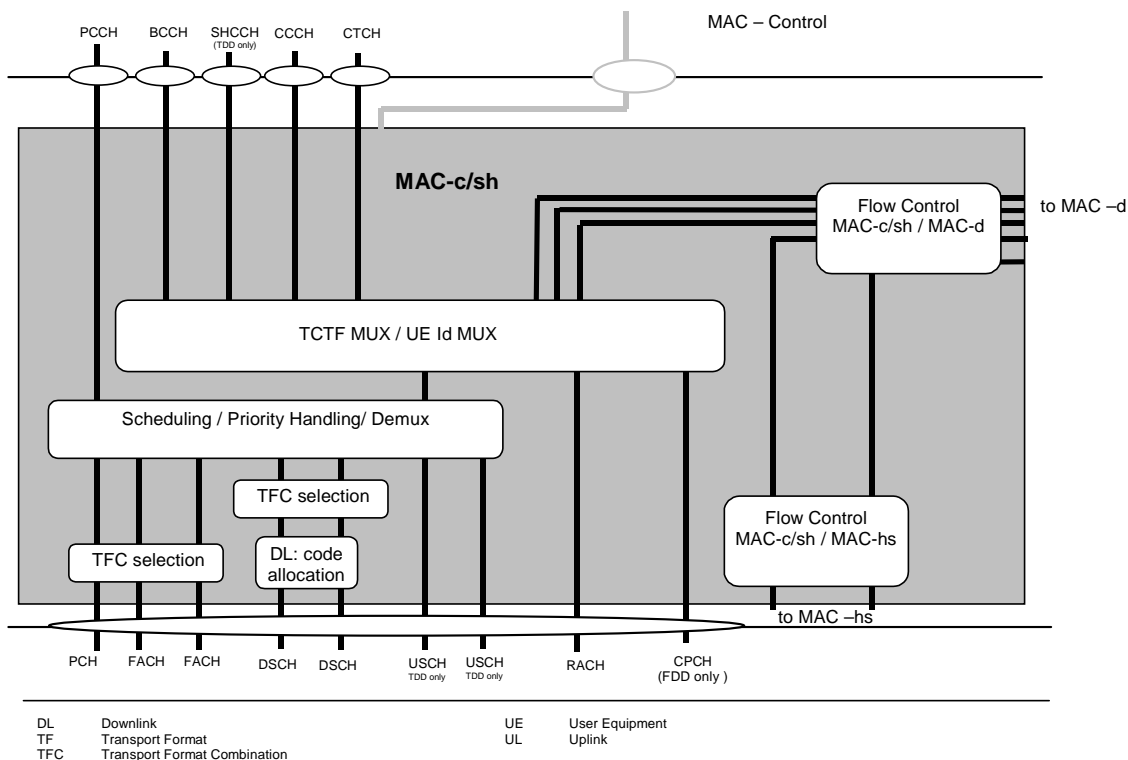 MAC – Control
PCCH BCCH SHCCH CCCH CTCH
(TDD only)
MAC-c/sh
Flow Control
MAC-c/sh / MAC-d
to MAC –d
TCTF MUX / UE Id MUX
Scheduling / Priority Handling/ Demux
TFC selection
Flow Control
MAC-c/sh / MAC-hs
TFC selection
DL: code
allocation
to MAC –hs
PCH FACH FACH DSCH DSCH USCH USCH RACH CPCH
TDD only TDD only (FDD only )
DL Downlink UE User Equipment
TF Transport Format UL Uplink
TFC Transport Format Combination